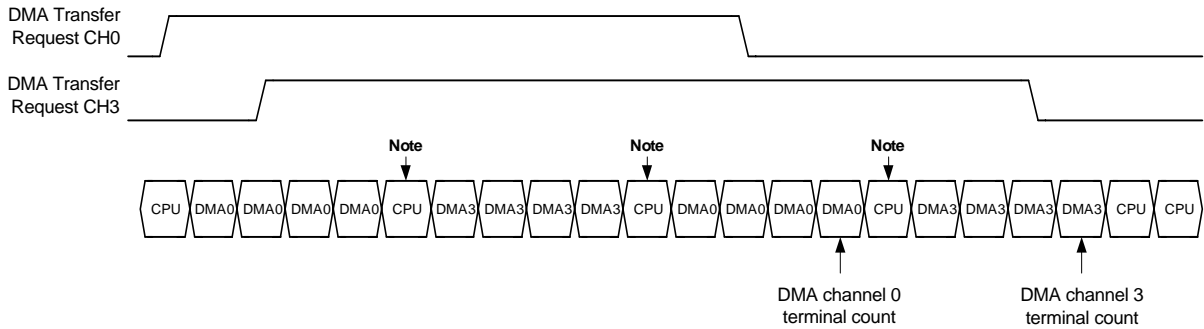 DMA Transfer
Request CH0
DMA Transfer
Request CH3
Note Note Note
CPU DMA0 DMA0 DMA0 DMA0 CPU DMA3 DMA3 DMA3 DMA3 CPU DMA0 DMA0 DMA0 DMA0 CPU DMA3 DMA3 DMA3 DMA3 CPU CPU
DMA channel 0
terminal count
DMA channel 3
terminal count